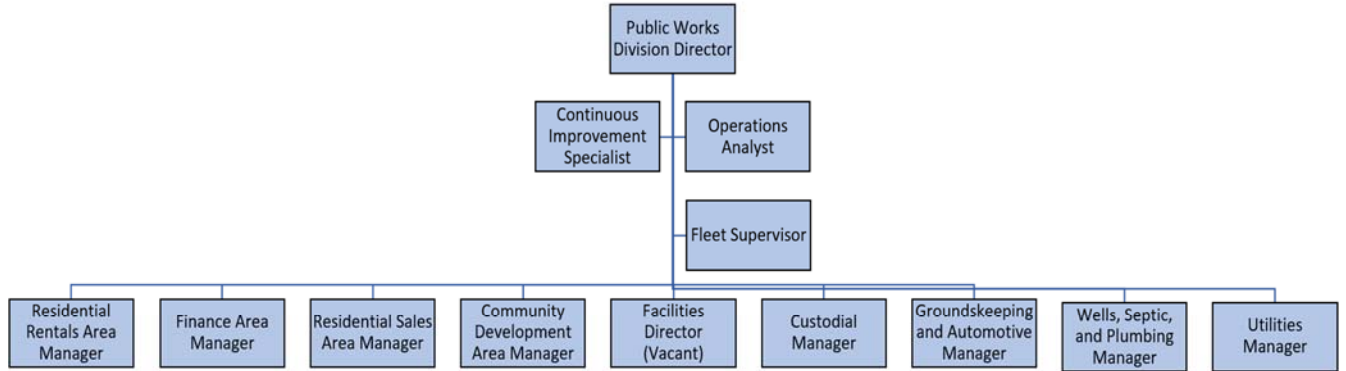 Public Works
Division Director
Continuous
Improvement
Specialist
Operations
Analyst
Fleet Supervisor
Residential
Rentals Area
Manager
Finance Area
Manager
Residential Sales
Area Manager
Community
Development
Area Manager
Facilities
Director
(Vacant)
Custodial
Manager
Groundskeeping
and Automotive
Manager
Wells, Septic,
and Plumbing
Manager
Utilities
Manager